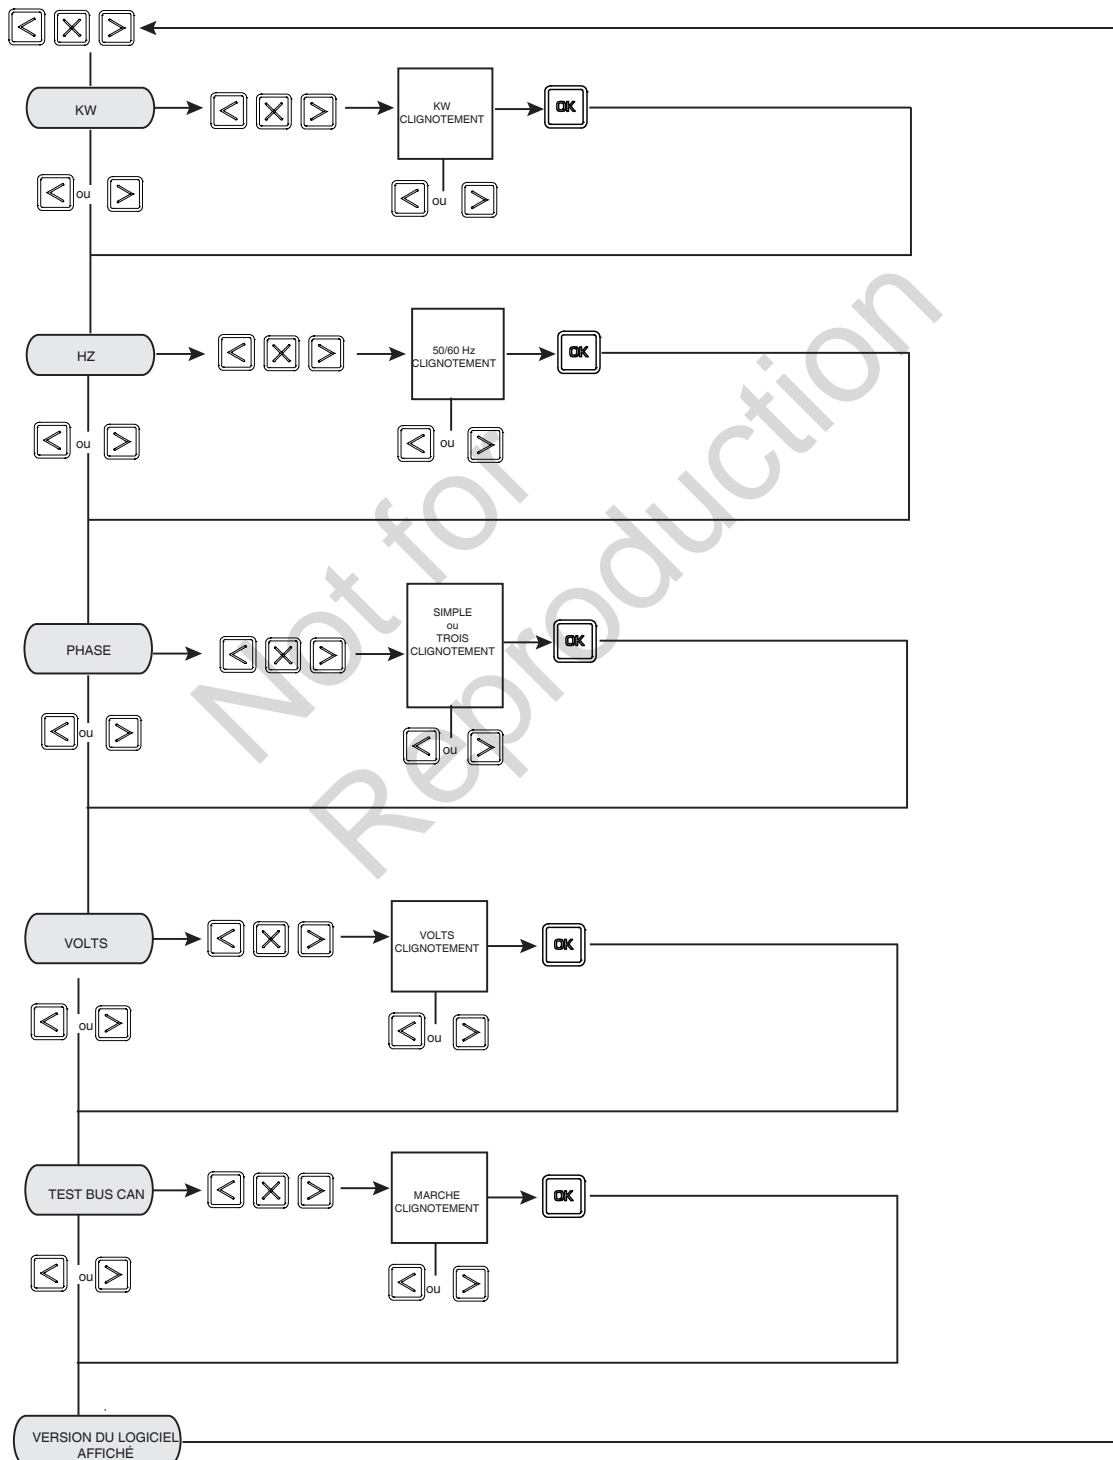 KW
KW
CLIGNOTEMENT
OK
ou
ou
HZ
50/60 Hz
CLIGNOTEMENT
OK
ou
ou
PHASE
SIMPLE
ou
TROIS
CLIGNOTEMENT
OK
ou
ou
VOLTS
VOLTS
CLIGNOTEMENT
OK
ou
ou
TEST BUS CAN
MARCHE
CLIGNOTEMENT
OK
ou
ou
VERSION DU LOGICIEL
AFFICHÉ
Not for
Reproduction